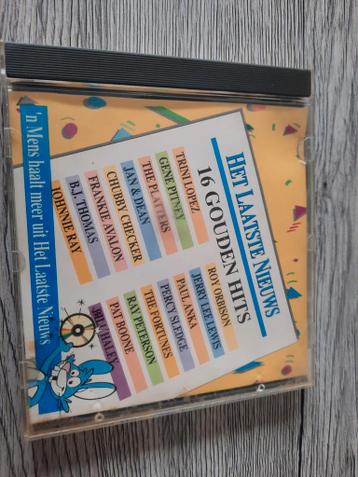 HET LAATSTE NIEUWS
16 GOUDEN HITS
TRINI LOPEZ
GENE PITNEY
THE PLATTERS
JAN & DEAN
CHUBBY CHECKER
FRANKIE AVALON
B.J. THOMAS
JOHNNIE RAY
ROY ORBISON
JERRY LEE LEWIS
PAUL ANKA
PERCY SLEDGE
THE FORTUNES
RAY PETERSON
PAT BOONE
BILL HALEY
'n Mens haalt meer uit Het Laatste Nieuws